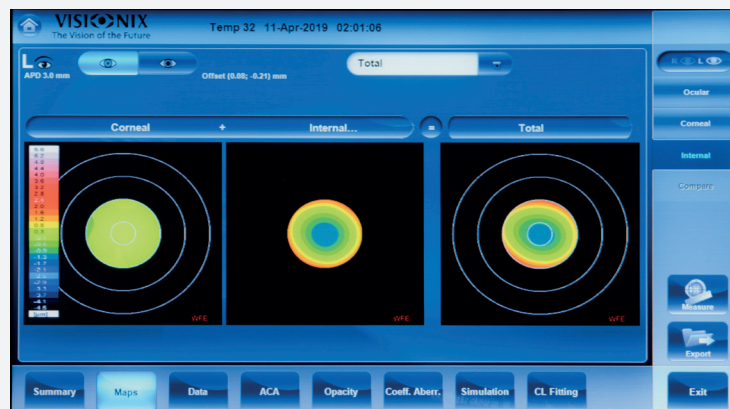 VISIONIX
The Vision of the Future
Temp 32 11-Apr-2019 02:01:06
L
APD 3.0 mm
Offset (0.08; -0.21) mm
Total
R L
Ocular
Corneal
Internal
Compare
Corneal + Internal... = Total
WFE
WFE
WFE
Measure
Export
Summary
Maps
Data
ACA
Opacity
Coeff. Aberr.
Simulation
CL Fitting
Exit